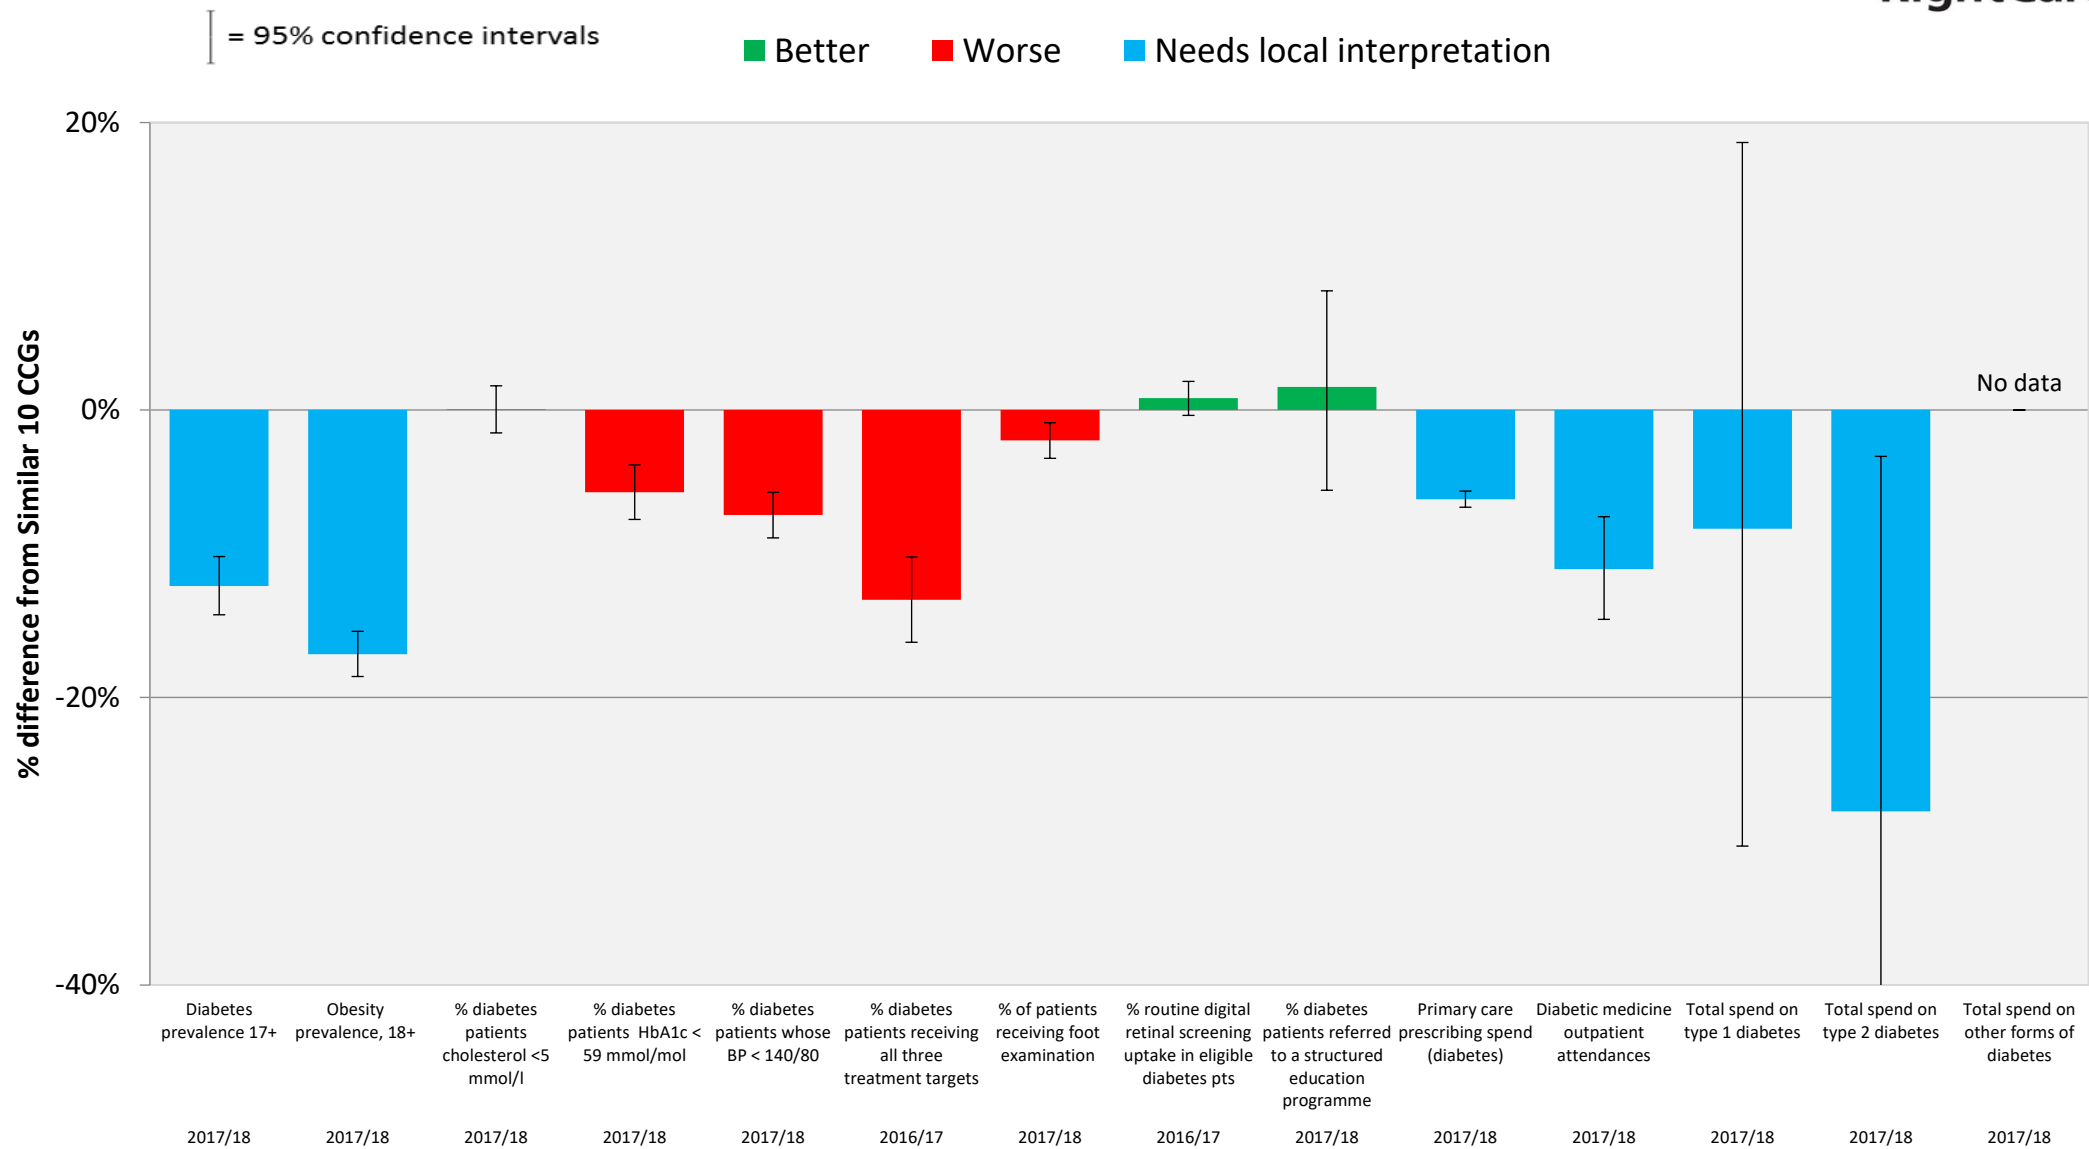 = 95% confidence intervals
Better
Worse
Needs local interpretation
% difference from Similar 10 CCGs
20%
0%
-20%
-40%
No data
Diabetes
prevalence 17+
2017/18
Obesity
prevalence, 18+
2017/18
% diabetes
patients
cholesterol <5
mmol/l
2017/18
% diabetes
patients HbA1c <
59 mmol/mol
2017/18
% diabetes
patients whose
BP < 140/80
2017/18
% diabetes
patients receiving
all three
treatment targets
2016/17
% of patients
receiving foot
examination
2017/18
% routine digital
retinal screening
uptake in eligible
diabetes pts
2016/17
% diabetes
patients referred
to a structured
education
programme
2017/18
Primary care
prescribing spend
(diabetes)
2017/18
Diabetic medicine
outpatient
attendances
2017/18
Total spend on
type 1 diabetes
2017/18
Total spend on
type 2 diabetes
2017/18
Total spend on
other forms of
diabetes
2017/18